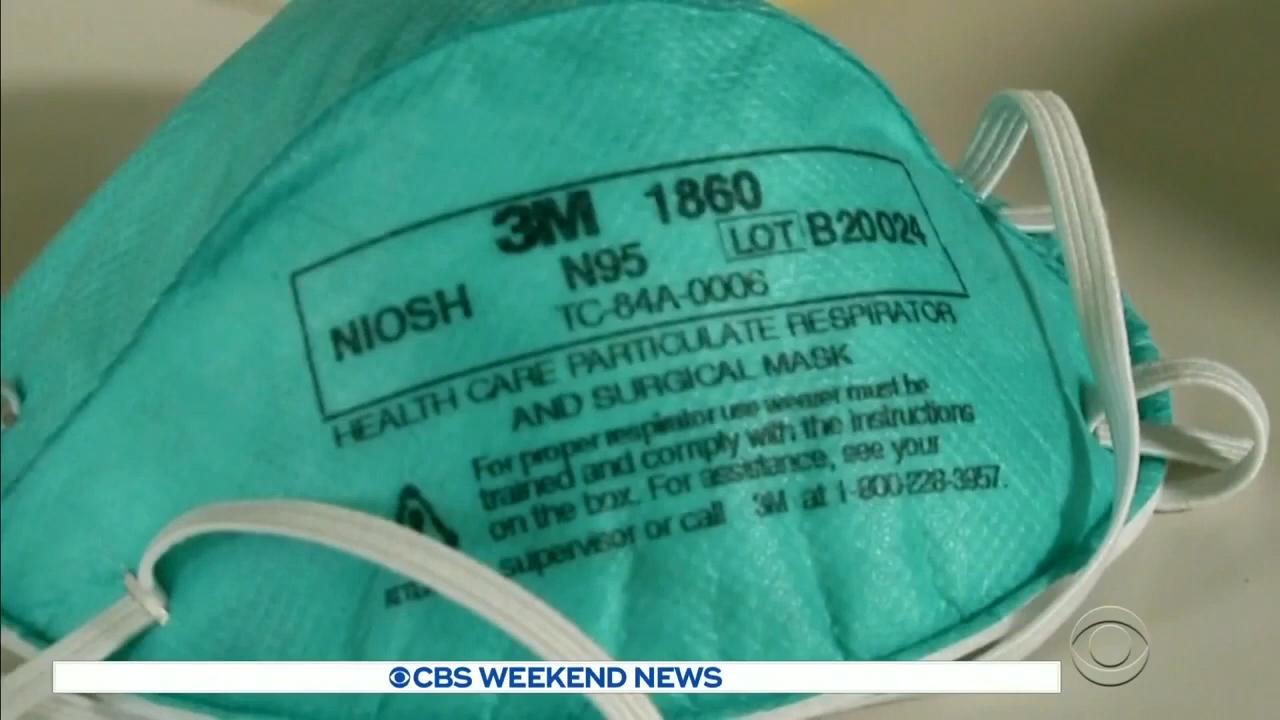 3M 1860
N95 LOT B20024
NIOSH TC-84A-0006
HEALTH CARE PARTICULATE RESPIRATOR
AND SURGICAL MASK
For proper respirator use wearer must be
trained and comply with the instructions
on the box. For assistance, see your
supervisor or call 3M at 1-800-228-3957.
CBS WEEKEND NEWS